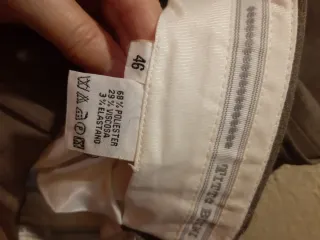 46
68% POLIESTER
29% VISCOSA
3% ELASTANO